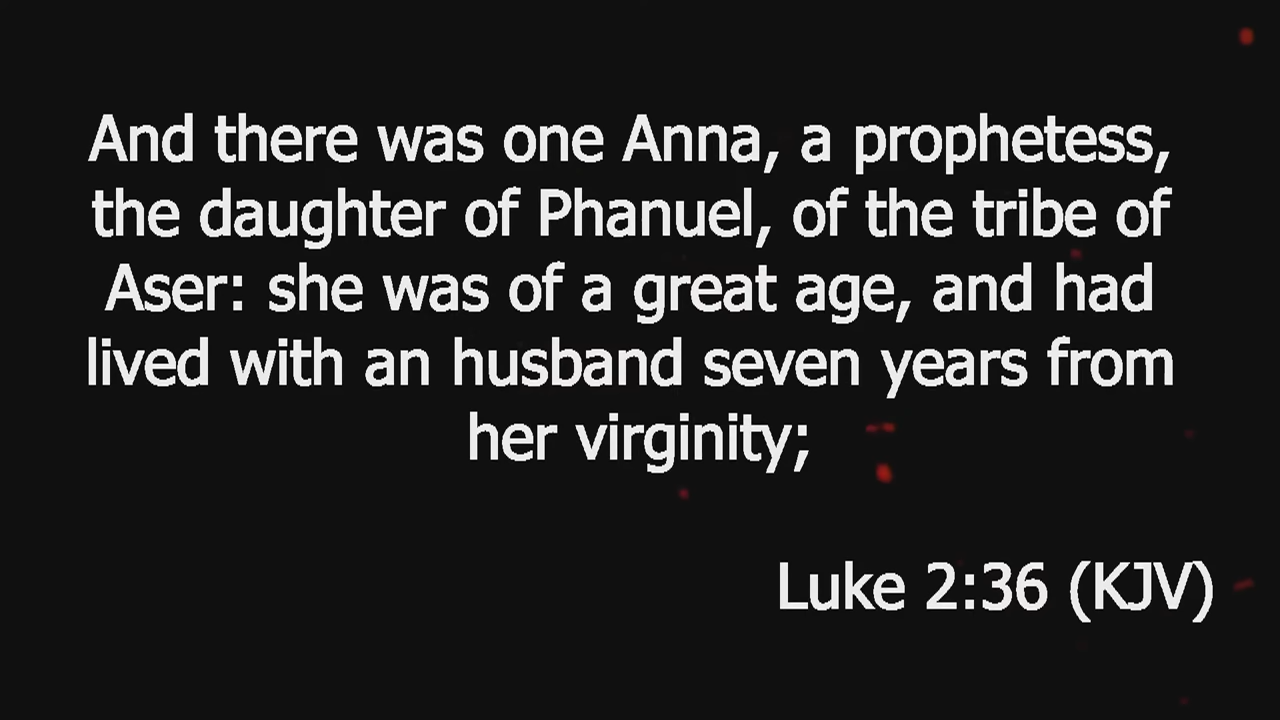 And there was one Anna, a prophetess,
the daughter of Phanuel, of the tribe of
Aser: she was of a great age, and had
lived with an husband seven years from
her virginity;
Luke 2:36 (KJV)